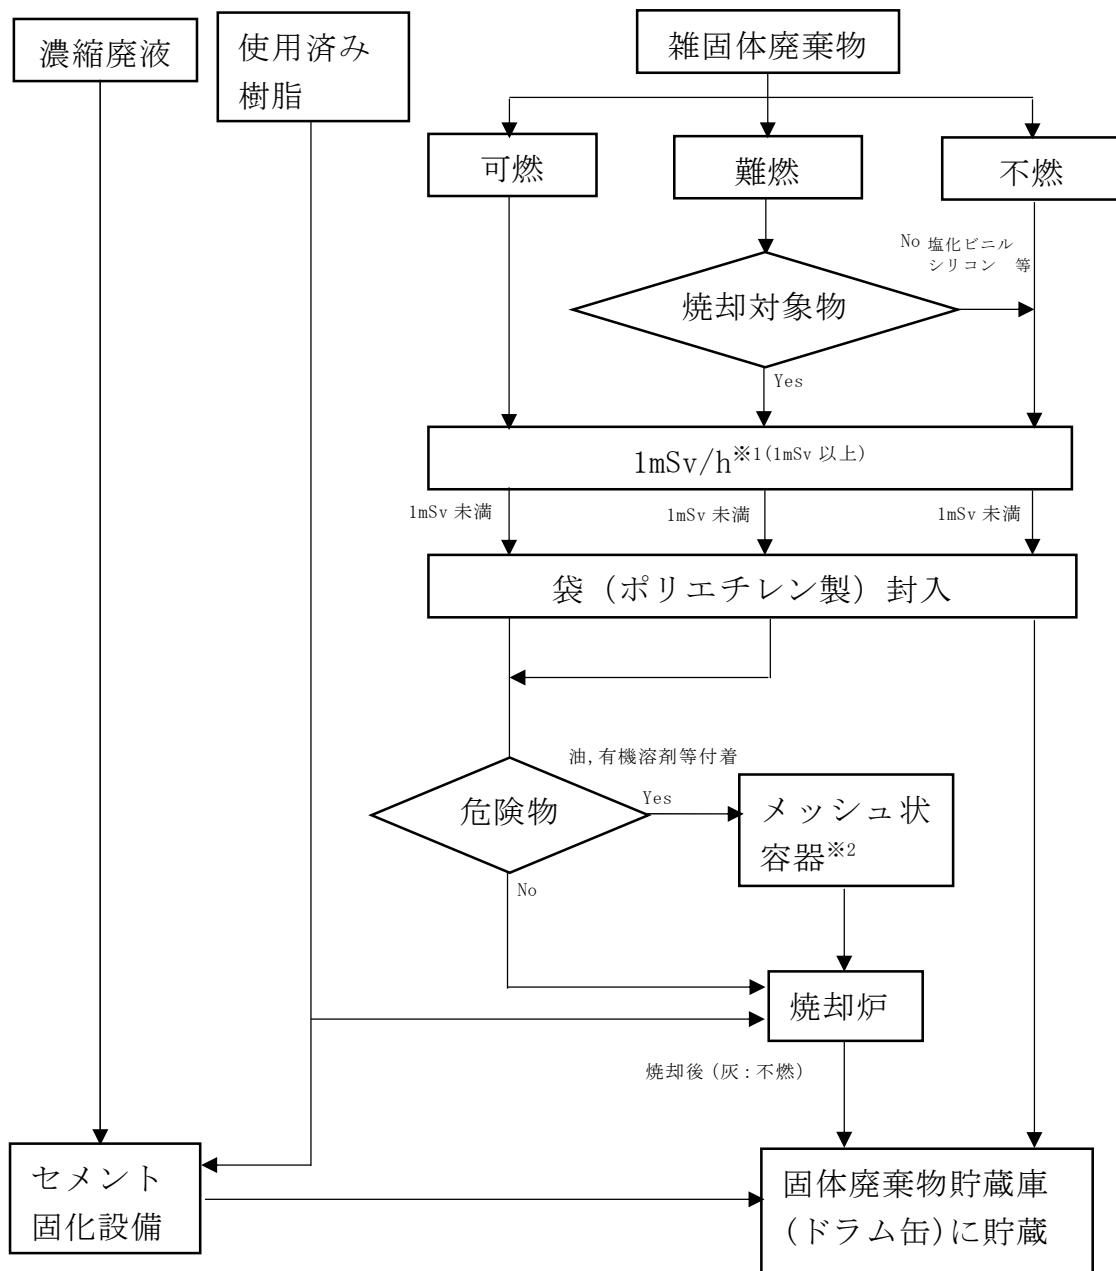 濃縮廃液
使用済み
樹脂
雑固体廃棄物
可燃
難燃
不燃
No 塩化ビニル
シリコン 等
焼却対象物
Yes
1mSv/h※1(1mSv 以上)
1mSv 未満
1mSv 未満
1mSv 未満
袋（ポリエチレン製）封入
油,有機溶剤等付着
危険物
Yes
メッシュ状
容器※2
No
焼却炉
焼却後(灰:不燃)
セメント
固化設備
固体廃棄物貯蔵庫
(ドラム缶)に貯蔵